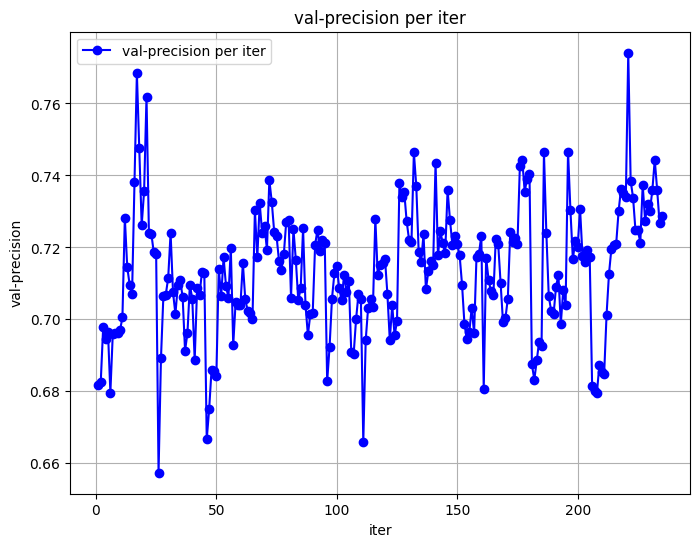 val-precision per iter
val-precision per iter
val-precision
0.76
0.74
0.72
0.70
0.68
0.66
0
50
100
150
200
iter